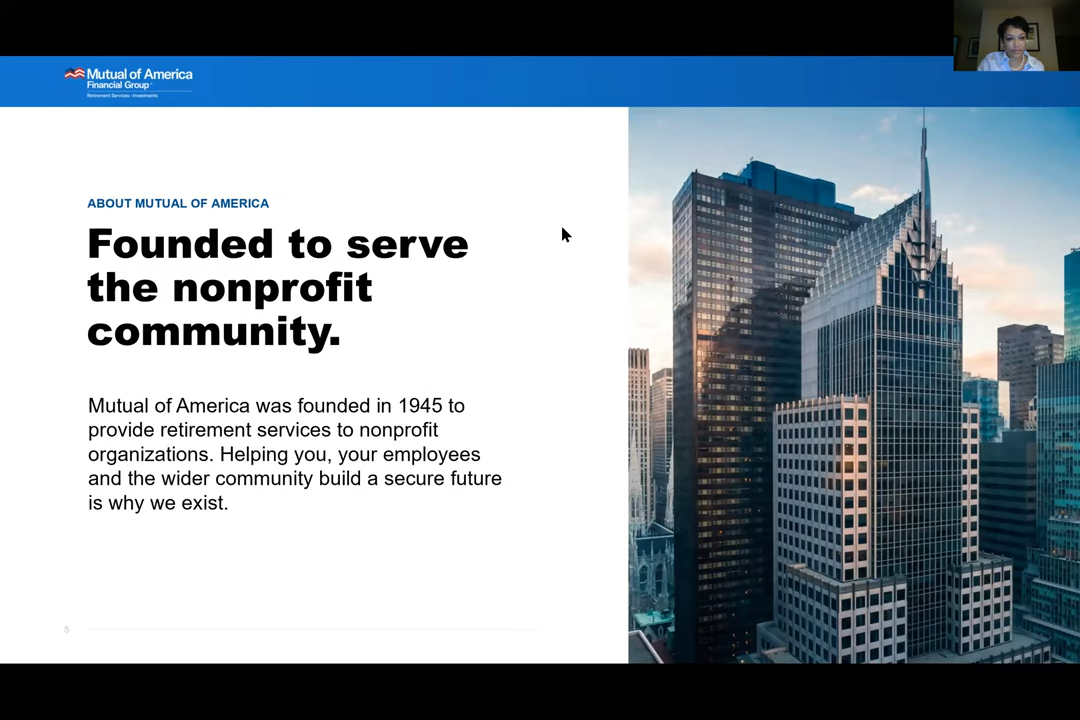 Mutual of America
Financial Group
Retirement Services • Investments
ABOUT MUTUAL OF AMERICA
Founded to serve
the nonprofit
community.
Mutual of America was founded in 1945 to
provide retirement services to nonprofit
organizations. Helping you, your employees
and the wider community build a secure future
is why we exist.
5